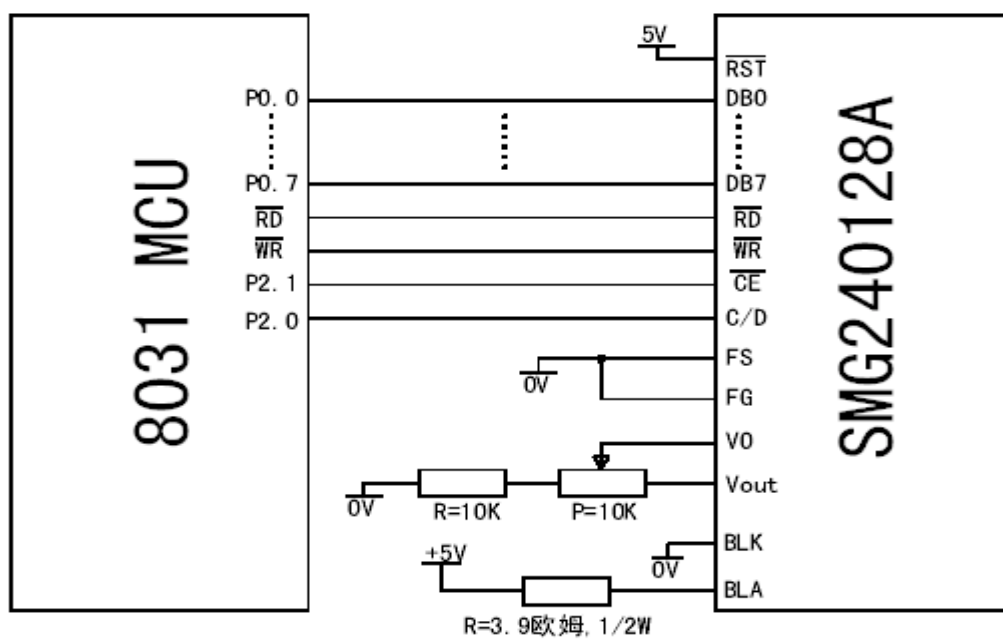 8031 MCU
P0.0
P0.7
RD
WR
P2.1
P2.0
5V
0V
0V
R=10K
P=10K
0V
+5V
R=3.9欧姆, 1/2W
RST
DB0
DB7
RD
WR
CE
C/D
FS
FG
V0
Vout
BLK
BLA
SMG240128A